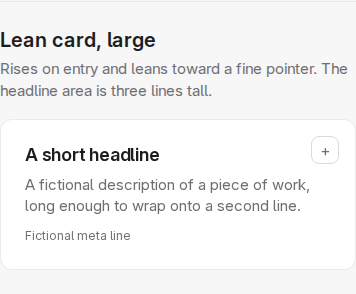 Lean card, large
Rises on entry and leans toward a fine pointer. The
headline area is three lines tall.
A short headline
+
A fictional description of a piece of work,
long enough to wrap onto a second line.
Fictional meta line